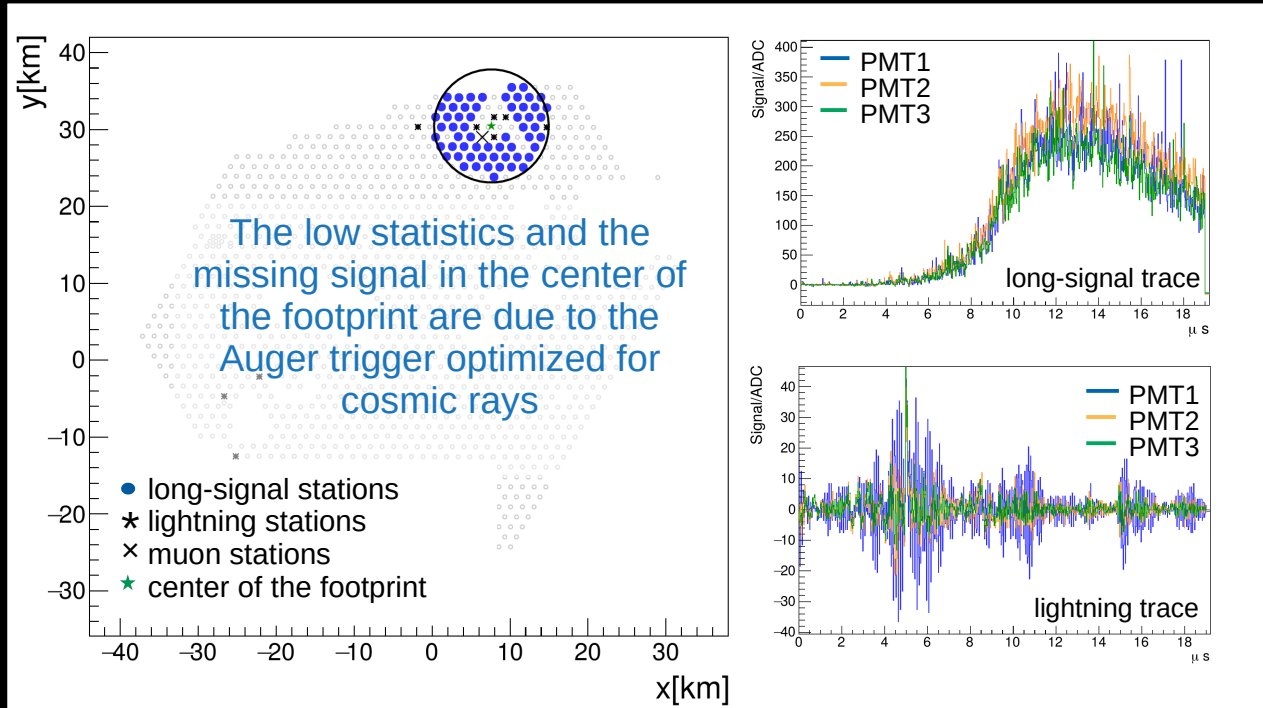 y[km]
40
30
20
10
0
−10
−20
−30
−40
−30
−20
−10
0
10
20
30
x[km]
The low statistics and the
missing signal in the center of
the footprint are due to the
Auger trigger optimized for
cosmic rays
long-signal stations
lightning stations
muon stations
center of the footprint
Signal/ADC
400
350
300
250
200
150
100
50
0
PMT1
PMT2
PMT3
long-signal trace
0 2 4 6 8 10 12 14 16 18
μ s
Signal/ADC
40
30
20
10
0
−10
−20
−30
−40
PMT1
PMT2
PMT3
lightning trace
0 2 4 6 8 10 12 14 16 18
μ s